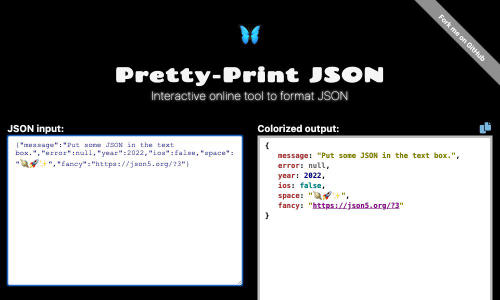 Fork me on GitHub
Pretty-Print JSON
Interactive online tool to format JSON
JSON input:
{"message":"Put some JSON in the text
box.","error":null,"year":2022,"ios":false,"space":
"🪐🚀✨","fancy":"https://json5.org/?3"}
Colorized output:
{
message: "Put some JSON in the text box.",
error: null,
year: 2022,
ios: false,
space: "🪐🚀✨",
fancy: "https://json5.org/?3"
}